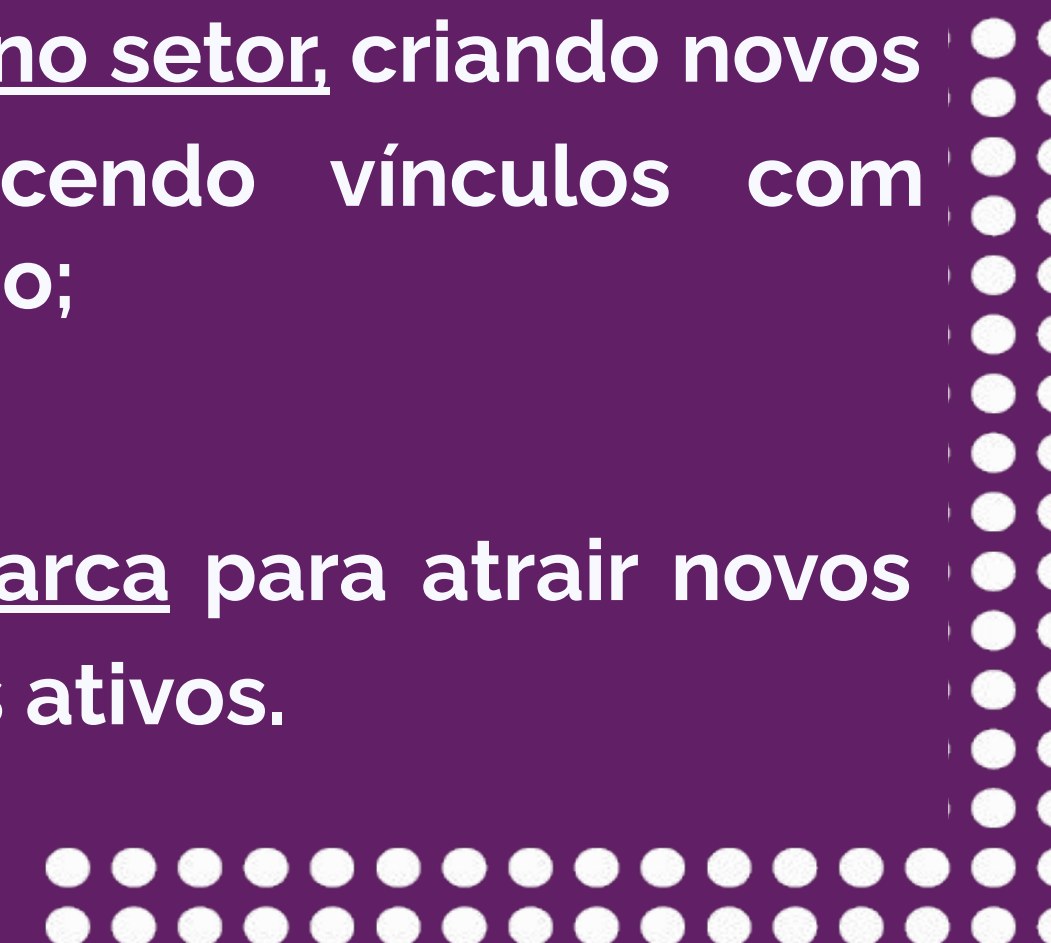 no setor, criando novos
cendo vínculos com
o;
arca para atrair novos
s ativos.